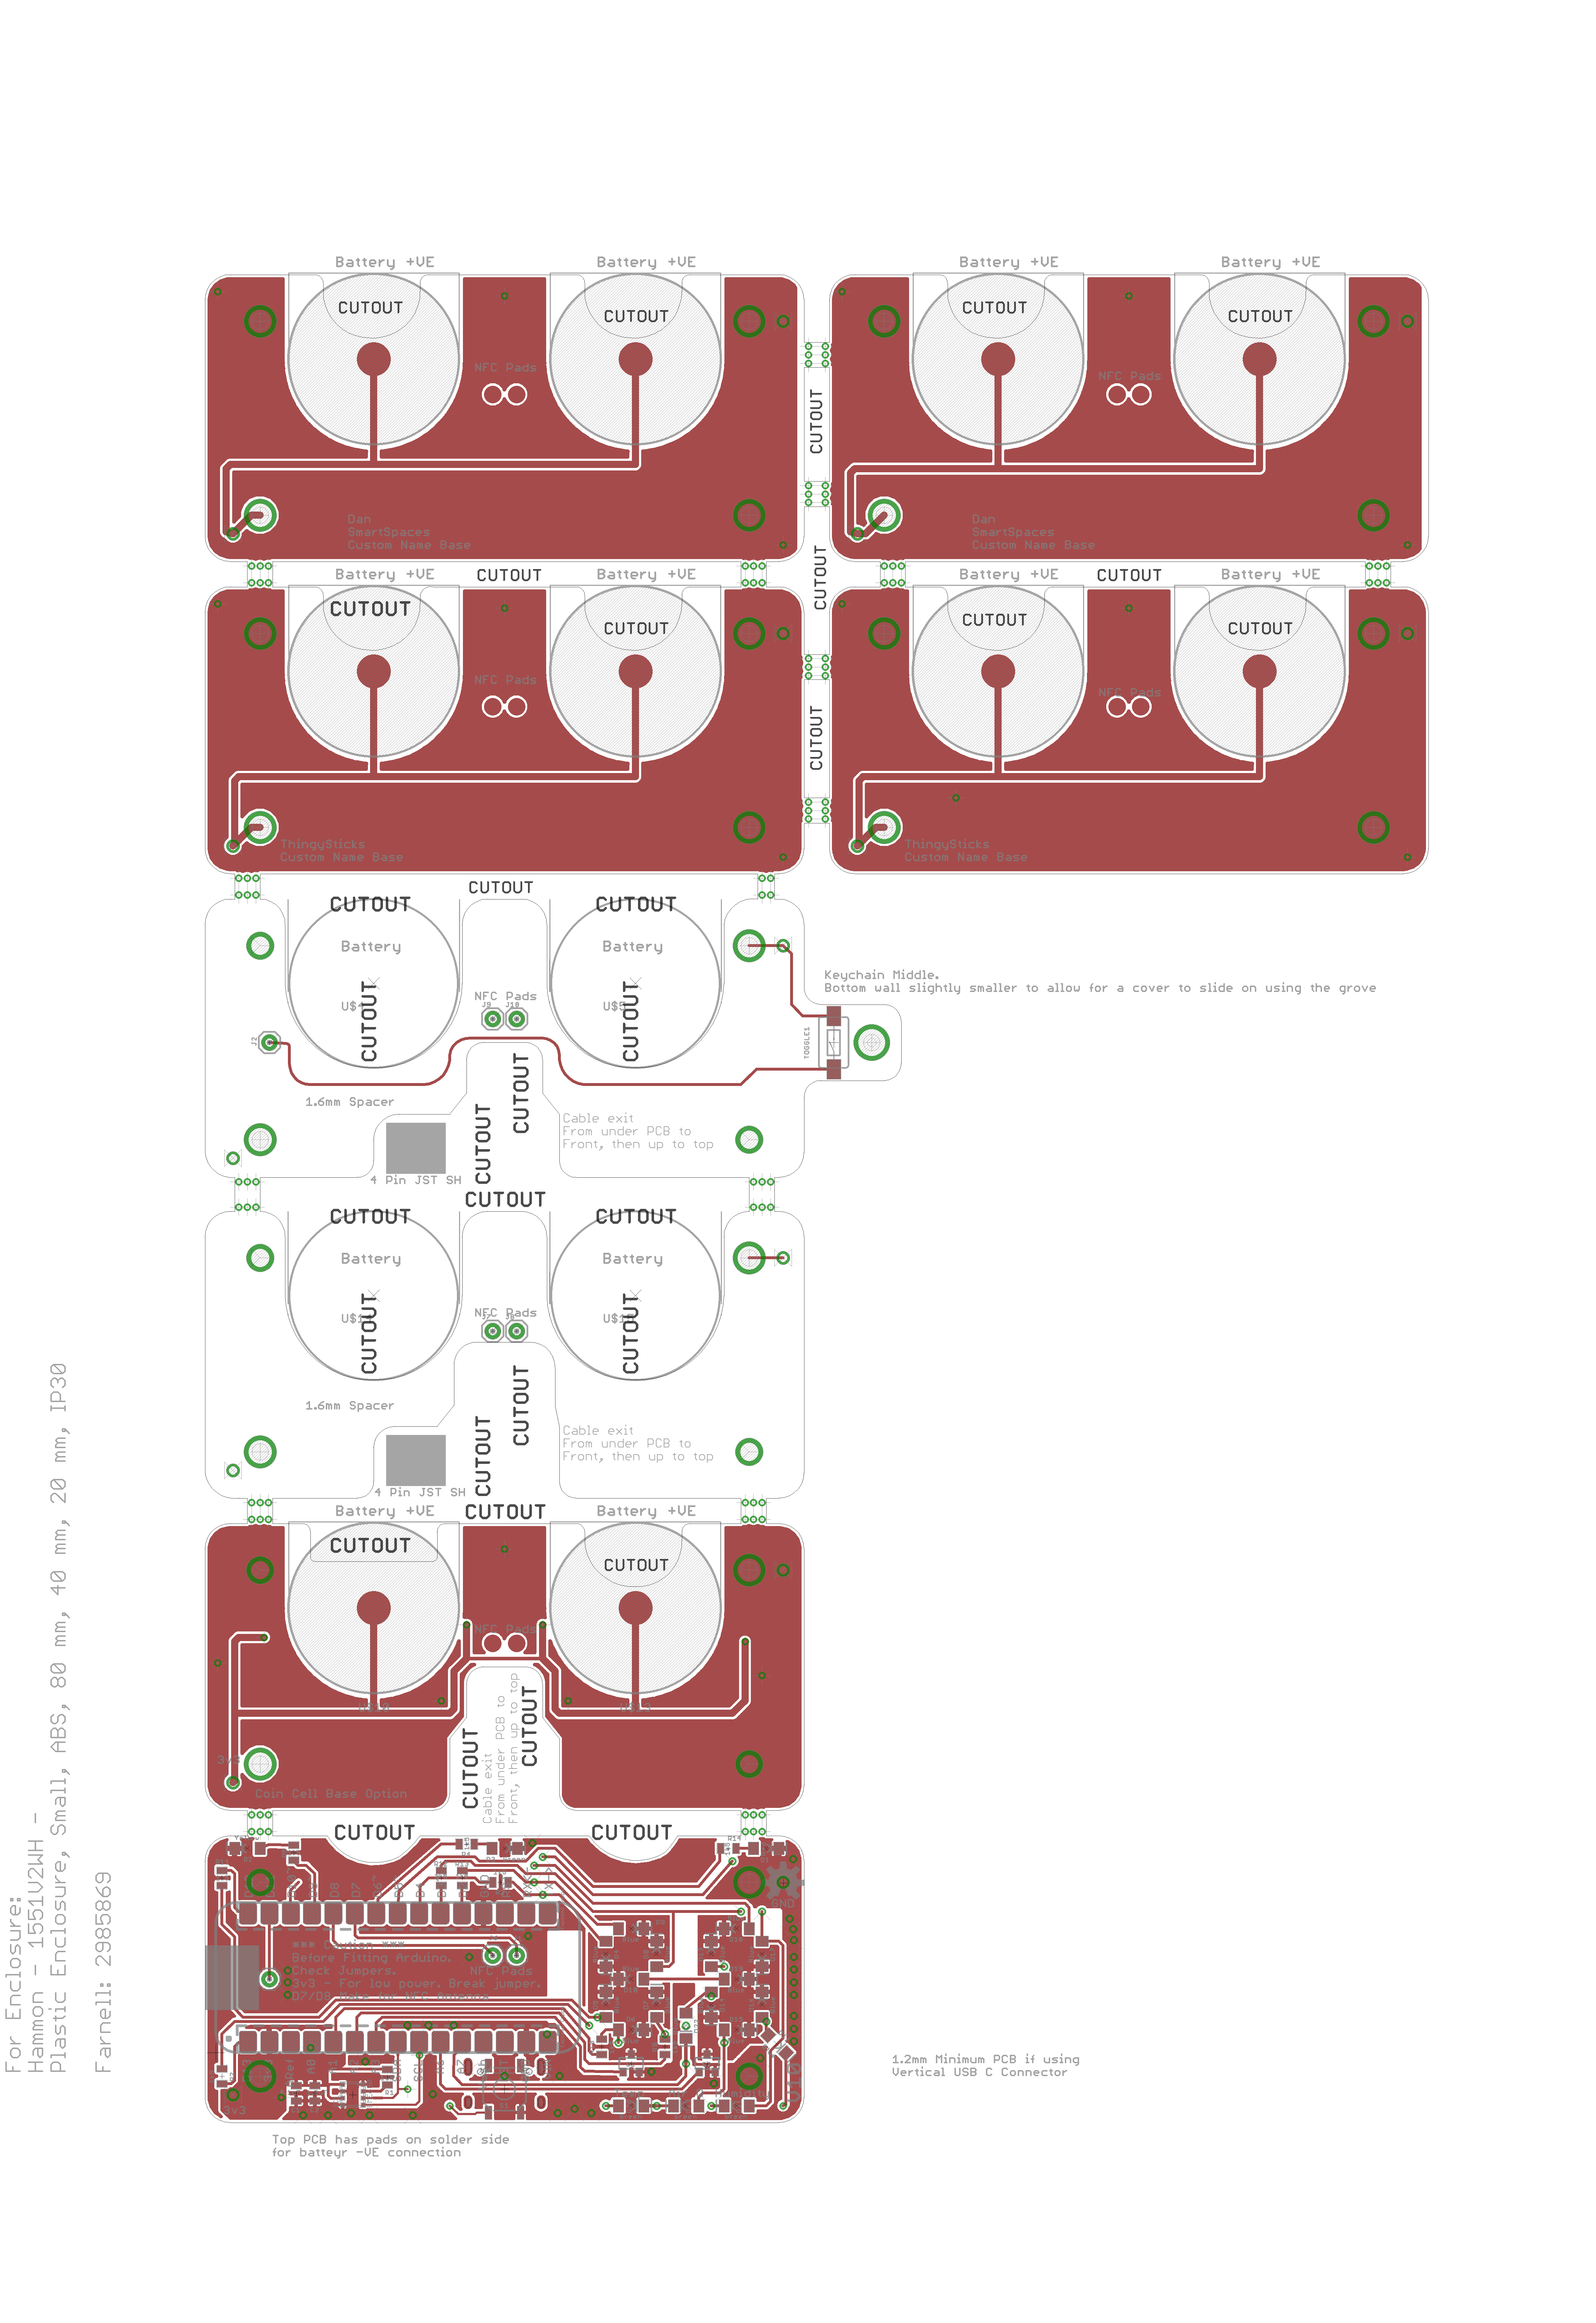 Battery +VE
Battery +VE
Battery +VE
Battery +VE
CUTOUT
CUTOUT
CUTOUT
CUTOUT
NFC Pads
NFC Pads
CUTOUT
Dan
SmartSpaces
Custom Name Base
Dan
SmartSpaces
Custom Name Base
CUTOUT
Battery +VE
Battery +VE
CUTOUT
Battery +VE
Battery +VE
CUTOUT
CUTOUT
CUTOUT
CUTOUT
CUTOUT
NFC Pads
NFC Pads
CUTOUT
ThingySticks
Custom Name Base
ThingySticks
Custom Name Base
CUTOUT
CUTOUT
CUTOUT
Battery
Battery
Keychain Middle.
Bottom wall slightly smaller to allow for a cover to slide on using the grove
NFC Pads
J9
J10
U$4
CUTOUT
CUTOUT
J2
TOGGLE1
CUTOUT
1.6mm Spacer
CUTOUT
Cable exit
From under PCB to
Front, then up to top
4 Pin JST SH
CUTOUT
CUTOUT
CUTOUT
Battery
Battery
NFC Pads
CUTOUT
CUTOUT
CUTOUT
1.6mm Spacer
CUTOUT
Cable exit
From under PCB to
Front, then up to top
4 Pin JST SH
Battery +VE
CUTOUT
Battery +VE
CUTOUT
CUTOUT
NFC Pads
CUTOUT
CUTOUT
Cable exit
From under PCB to
Front, then up to top
3v3
Coin Cell Base Option
CUTOUT
CUTOUT
R14
GND
D8
D7
*** Caution ***
Before Fitting Arduino.
Check Jumpers.
NFC Pads
3v3 - For low power. Break jumper.
A0
A7
3v3
1.2mm Minimum PCB if using
Vertical USB C Connector
Top PCB has pads on solder side
for batteyr -VE connection
For Enclosure:
Hammon - 1551V2WH -
Plastic Enclosure, Small, ABS, 80 mm, 40 mm, 20 mm, IP30
Farnell: 2985869